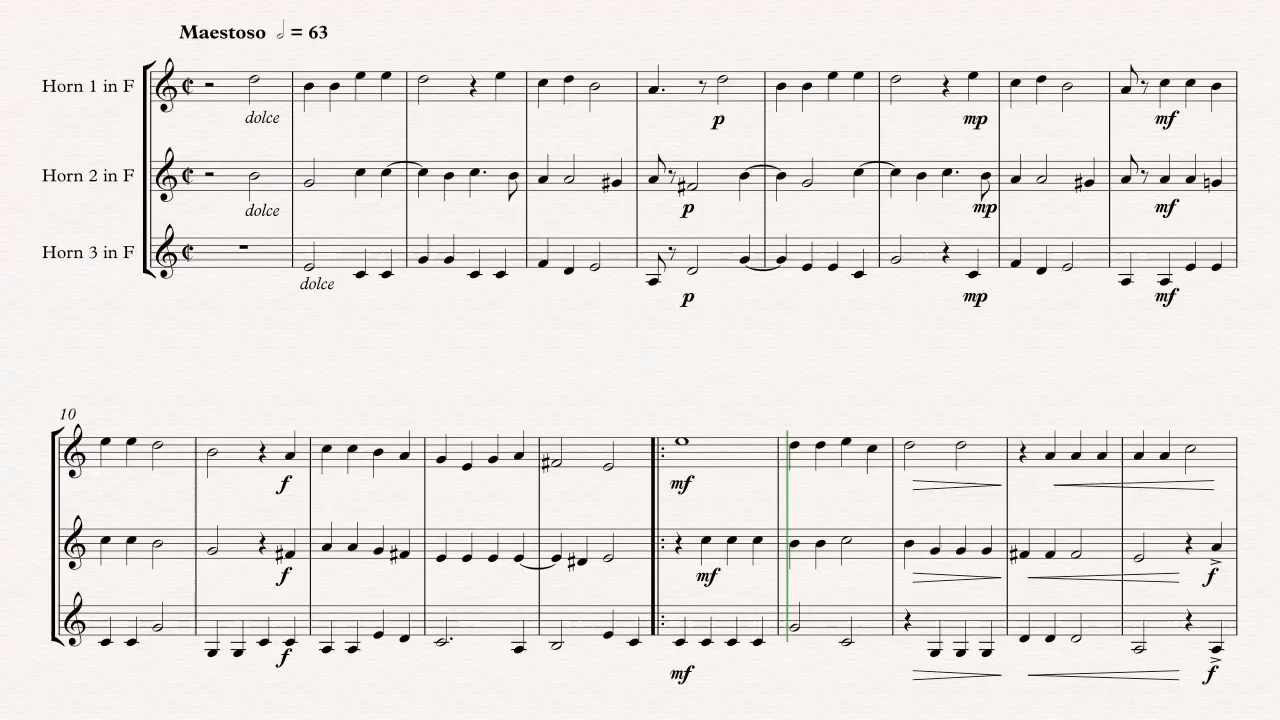 Maestoso 𝅗𝅥 = 63
Horn 1 in F
dolce p mp mf
Horn 2 in F
dolce p mp mf
Horn 3 in F
dolce p mp mf
10
f mf
f mf f
f mf f